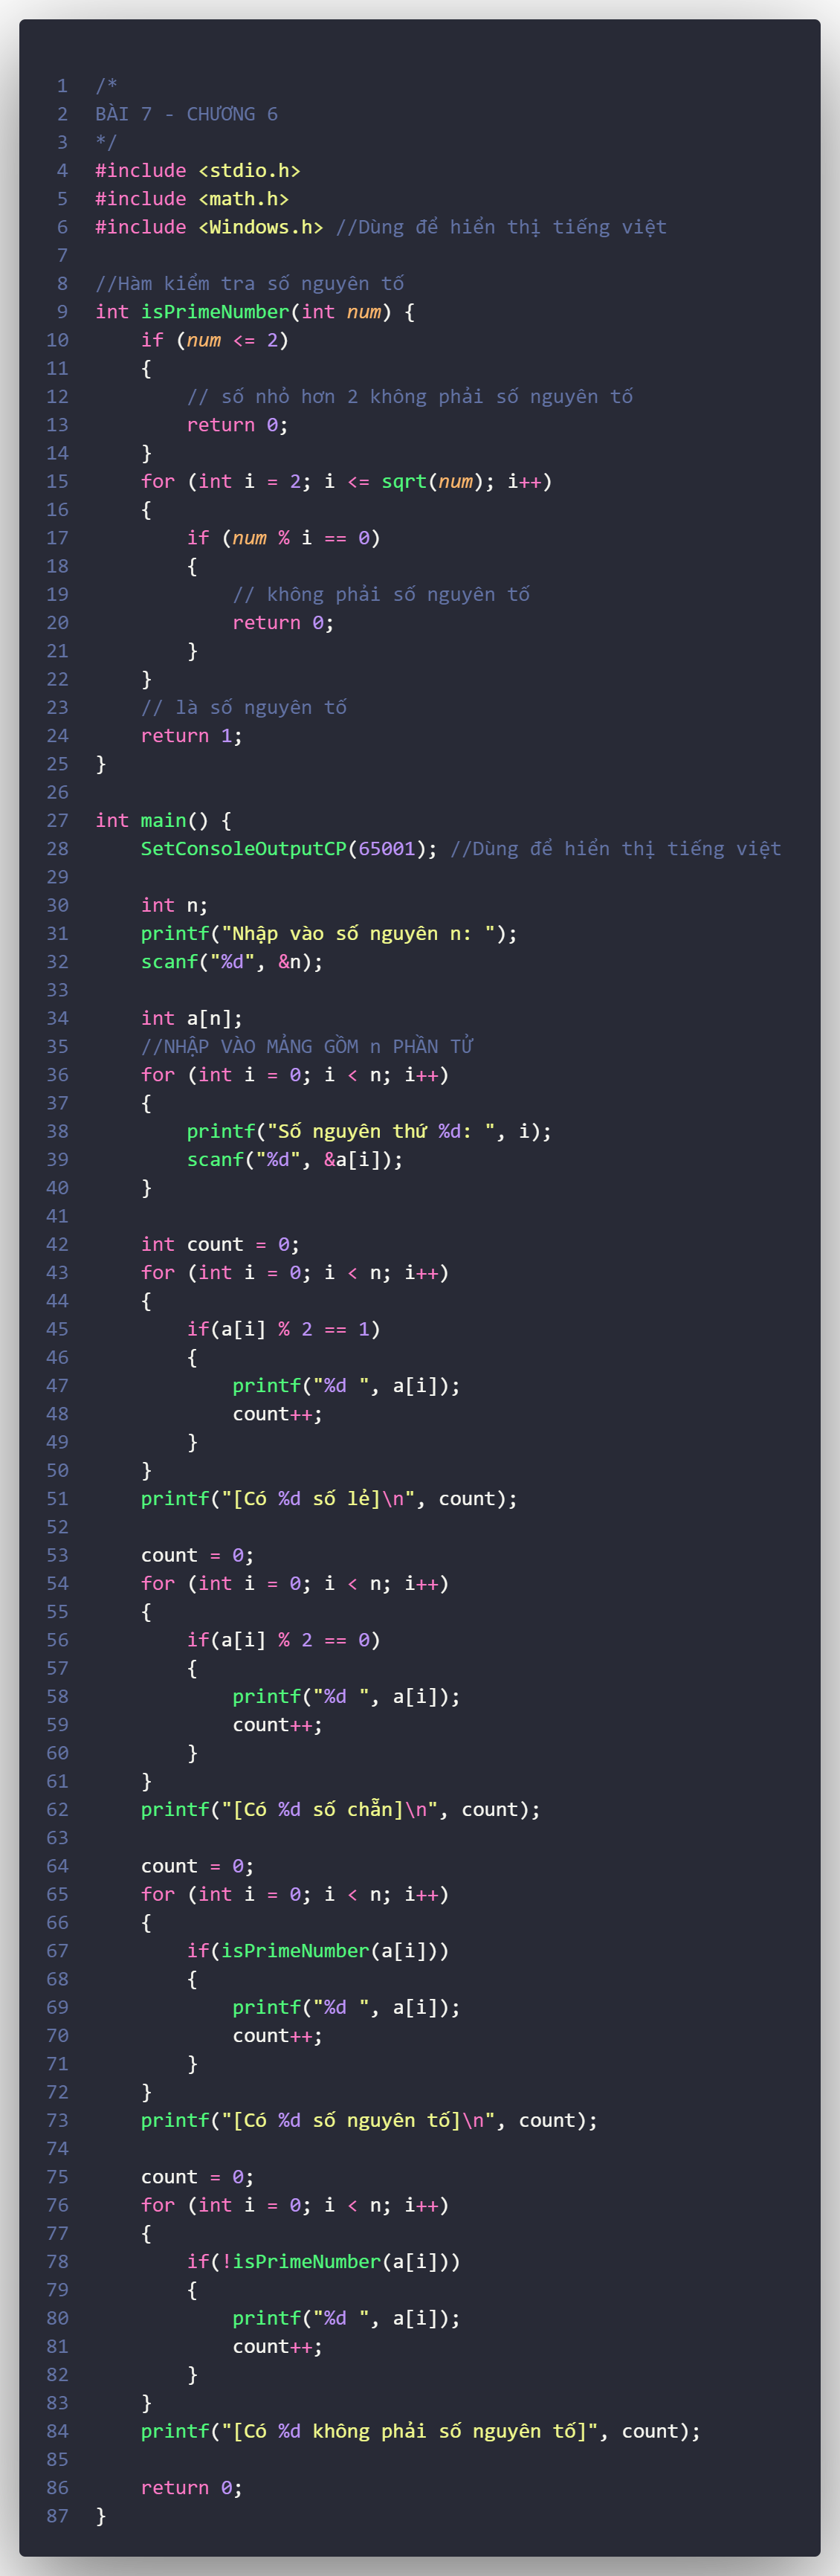 1 /*
2 BÀI 7 - CHƯƠNG 6
3 */
4 #include <stdio.h>
5 #include <math.h>
6 #include <Windows.h> //Dùng để hiển thị tiếng việt
7
8 //Hàm kiểm tra số nguyên tố
9 int isPrimeNumber(int num) {
10     if (num <= 2)
11     {
12         // số nhỏ hơn 2 không phải số nguyên tố
13         return 0;
14     }
15     for (int i = 2; i <= sqrt(num); i++)
16     {
17         if (num % i == 0)
18         {
19             // không phải số nguyên tố
20             return 0;
21         }
22     }
23     // là số nguyên tố
24     return 1;
25 }
26
27 int main() {
28     SetConsoleOutputCP(65001); //Dùng để hiển thị tiếng việt
29
30     int n;
31     printf("Nhập vào số nguyên n: ");
32     scanf("%d", &n);
33
34     int a[n];
35     //NHẬP VÀO MẢNG GỒM n PHẦN TỬ
36     for (int i = 0; i < n; i++)
37     {
38         printf("Số nguyên thứ %d: ", i);
39         scanf("%d", &a[i]);
40     }
41
42     int count = 0;
43     for (int i = 0; i < n; i++)
44     {
45         if(a[i] % 2 == 1)
46         {
47             printf("%d ", a[i]);
48             count++;
49         }
50     }
51     printf("[Có %d số lẻ]\n", count);
52
53     count = 0;
54     for (int i = 0; i < n; i++)
55     {
56         if(a[i] % 2 == 0)
57         {
58             printf("%d ", a[i]);
59             count++;
60         }
61     }
62     printf("[Có %d số chẵn]\n", count);
63
64     count = 0;
65     for (int i = 0; i < n; i++)
66     {
67         if(isPrimeNumber(a[i]))
68         {
69             printf("%d ", a[i]);
70             count++;
71         }
72     }
73     printf("[Có %d số nguyên tố]\n", count);
74
75     count = 0;
76     for (int i = 0; i < n; i++)
77     {
78         if(!isPrimeNumber(a[i]))
79         {
80             printf("%d ", a[i]);
81             count++;
82         }
83     }
84     printf("[Có %d không phải số nguyên tố]", count);
85
86     return 0;
87 }